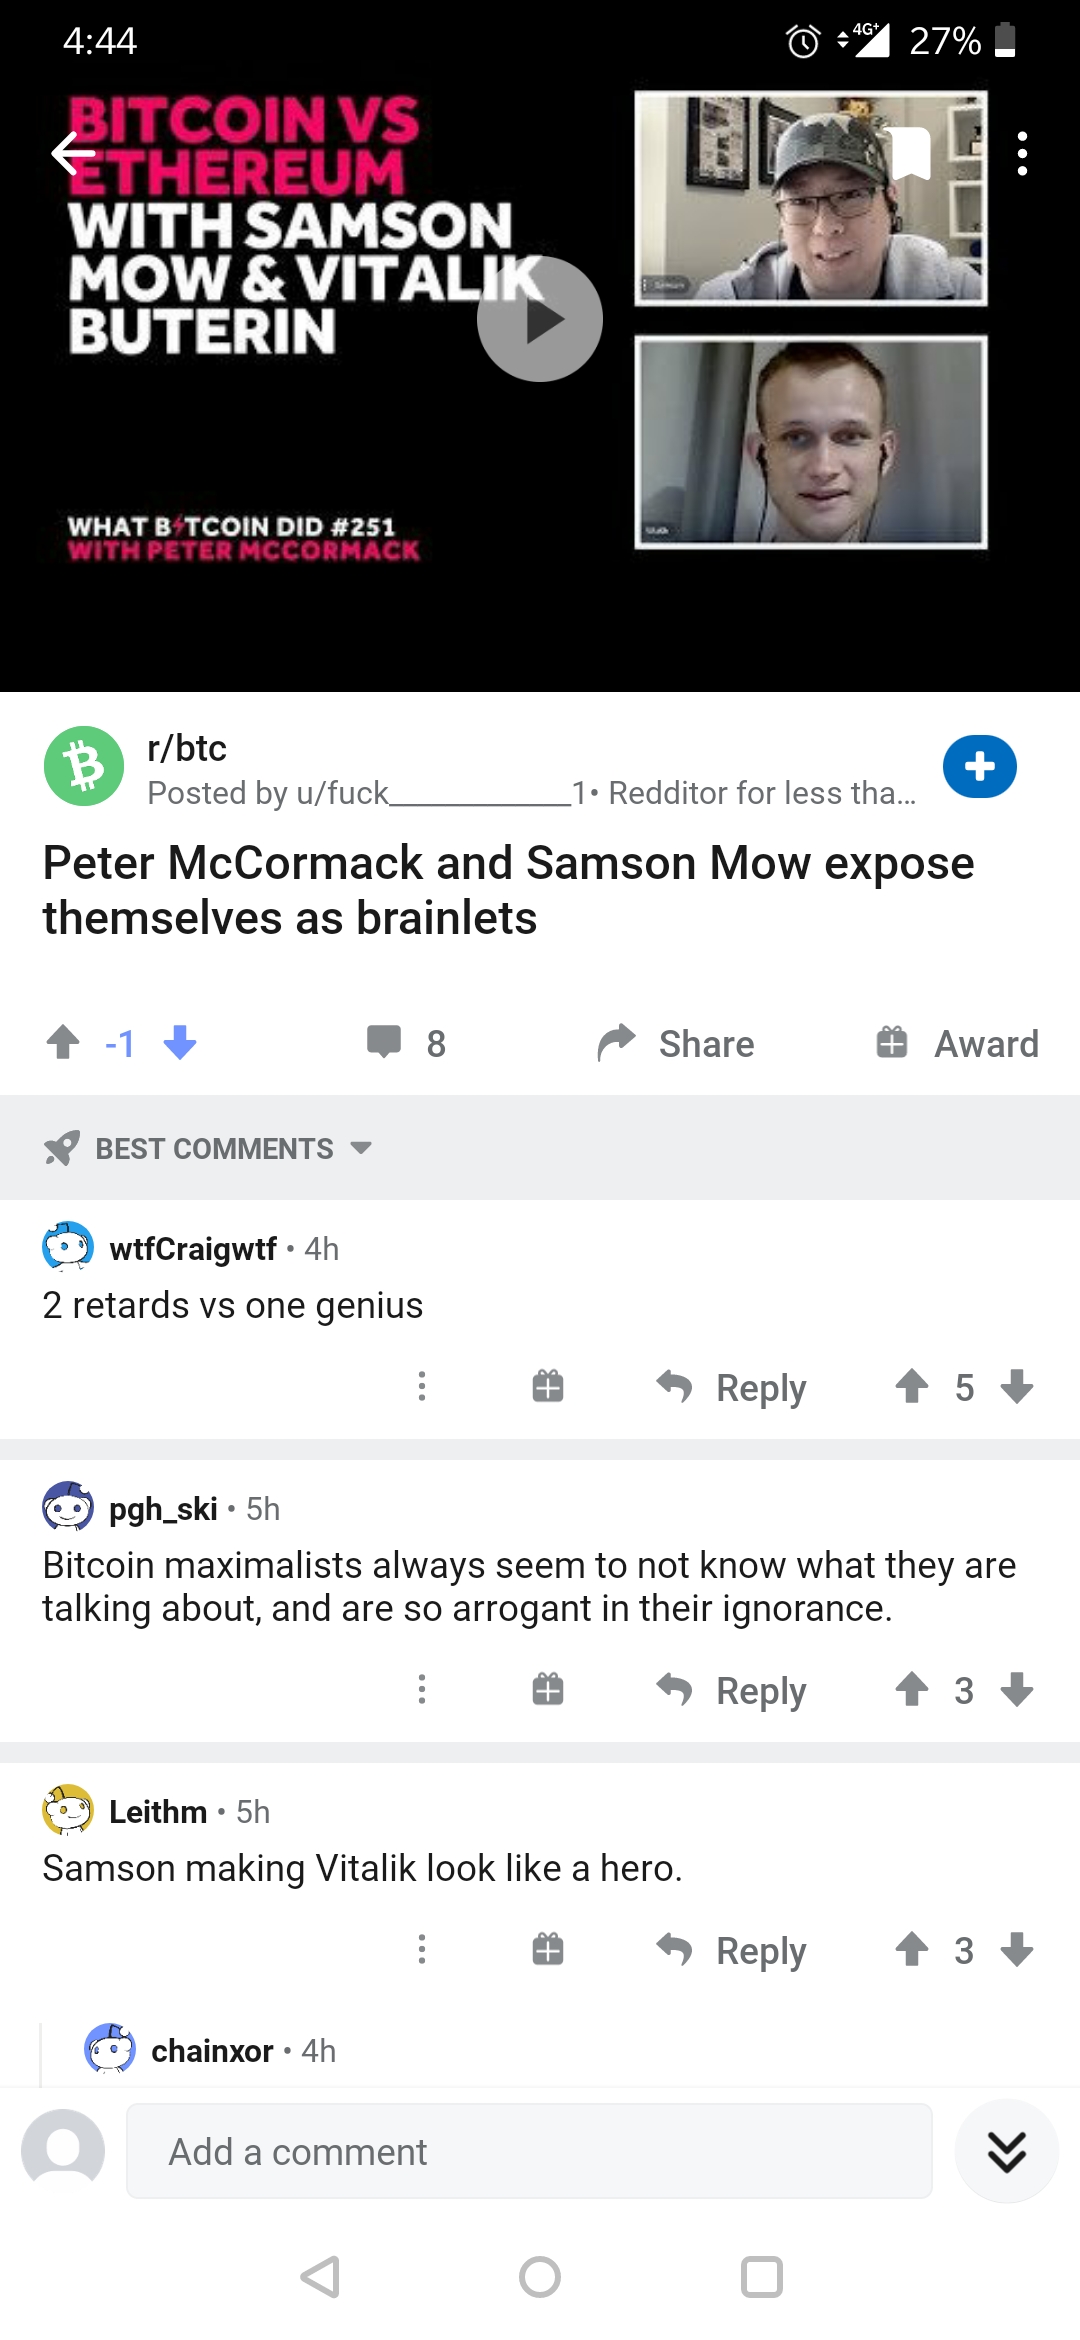 4:44
4G+
27%
BITCOIN VS
ETHEREUM
WITH SAMSON
MOW & VITALIK
BUTERIN
WHAT B TCOIN DID #251
WITH PETER MCCORMACK
r/btc
Posted by u/fuck____________1• Redditor for less tha...
Peter McCormack and Samson Mow expose
themselves as brainlets
-1
8
Share
Award
BEST COMMENTS
wtfCraigwtf • 4h
2 retards vs one genius
Reply
5
pgh_ski • 5h
Bitcoin maximalists always seem to not know what they are
talking about, and are so arrogant in their ignorance.
Reply
3
Leithm • 5h
Samson making Vitalik look like a hero.
Reply
3
chainxor • 4h
Add a comment